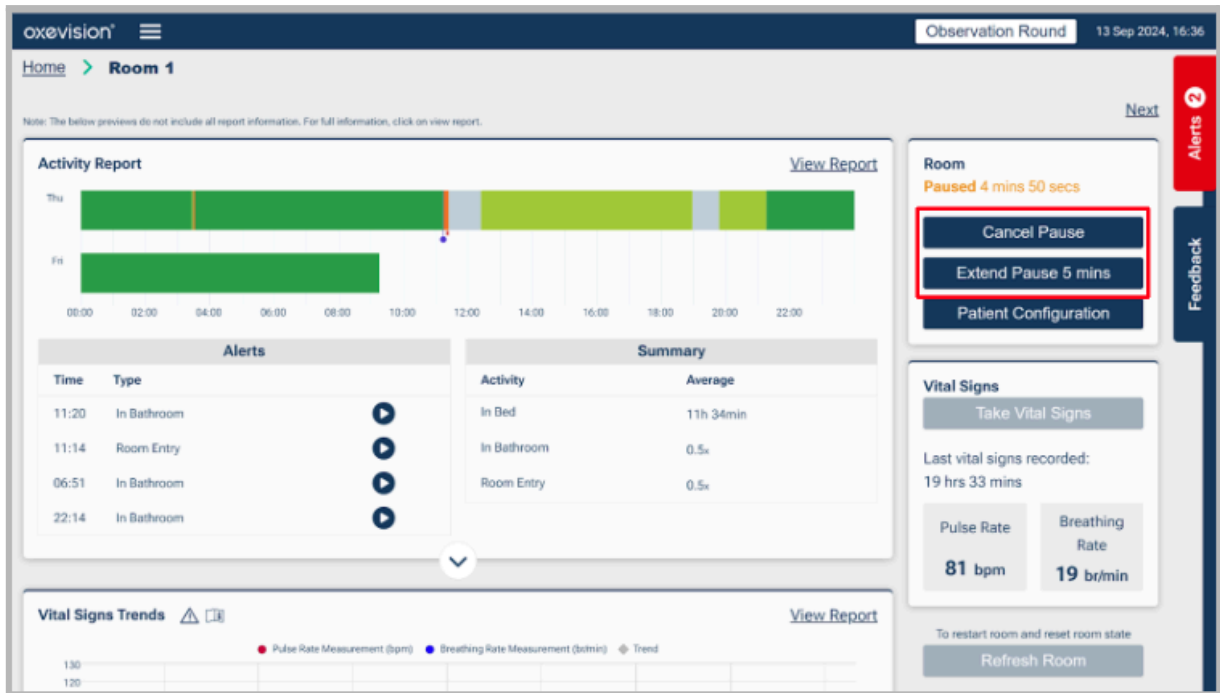 oxevision
Observation Round
13 Sep 2024, 16:36
Home > Room 1
Next
Note: The below previews do not include all report information. For full information, click on view report.
Alerts 2
Feedback
Activity Report
View Report
Thu
Fri
00:00 02:00 04:00 06:00 08:00 10:00 12:00 14:00 16:00 18:00 20:00 22:00
Alerts
Time Type
11:20 In Bathroom
11:14 Room Entry
06:51 In Bathroom
22:14 In Bathroom
Summary
Activity Average
In Bed 11h 34min
In Bathroom 0.5x
Room Entry 0.5x
Room
Paused 4 mins 50 secs
Cancel Pause
Extend Pause 5 mins
Patient Configuration
Vital Signs
Take Vital Signs
Last vital signs recorded:
19 hrs 33 mins
Pulse Rate
81 bpm
Breathing
Rate
19 br/min
To restart room and reset room state
Refresh Room
Vital Signs Trends
View Report
Pulse Rate Measurement (bpm) Breathing Rate Measurement (br/min) Trend
130
120